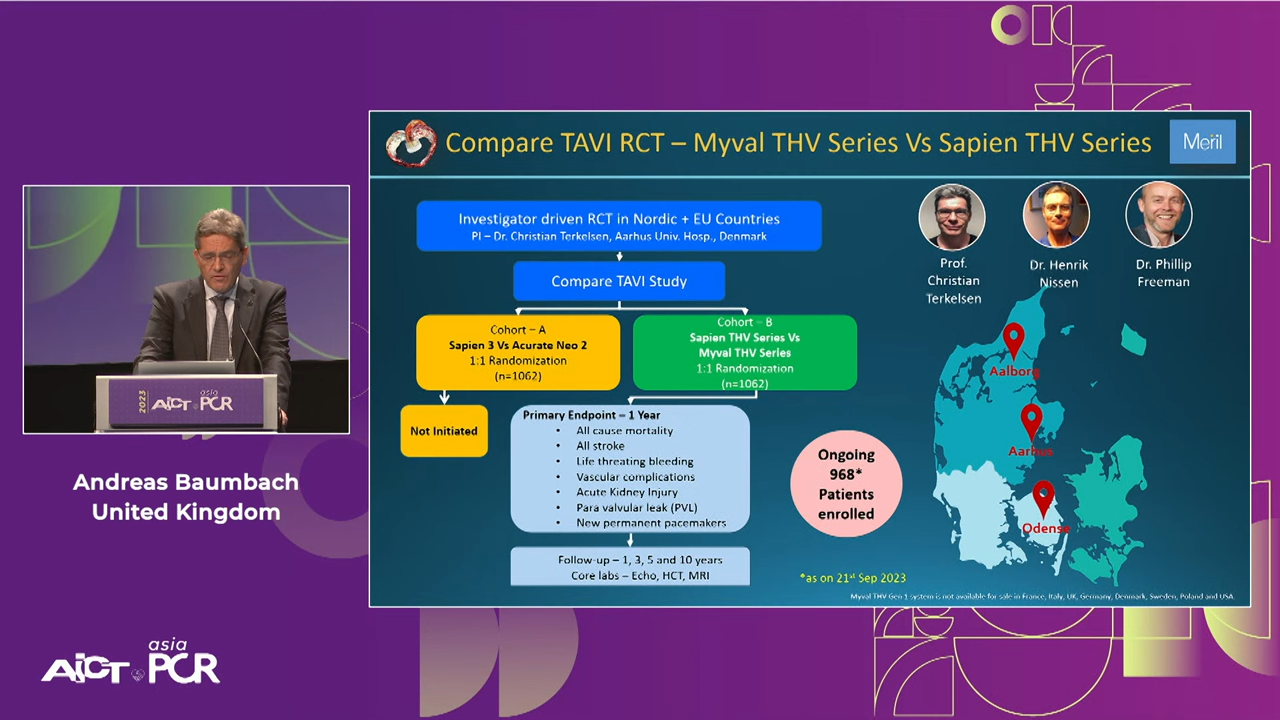 Compare TAVI RCT – Myval THV Series Vs Sapien THV Series
Meril
Investigator driven RCT in Nordic + EU Countries
PI – Dr. Christian Terkelsen, Aarhus Univ. Hosp., Denmark
Compare TAVI Study
Cohort – A
Sapien 3 Vs Acurate Neo 2
1:1 Randomization
(n=1062)
Cohort – B
Sapien THV Series Vs
Myval THV Series
1:1 Randomization
(n=1062)
Not Initiated
Primary Endpoint – 1 Year
• All cause mortality
• All stroke
• Life threating bleeding
• Vascular complications
• Acute Kidney Injury
• Para valvular leak (PVL)
• New permanent pacemakers
Follow-up – 1, 3, 5 and 10 years
Core labs – Echo, HCT, MRI
Ongoing
968*
Patients
enrolled
*as on 21st Sep 2023
Prof.
Christian
Terkelsen
Dr. Henrik
Nissen
Dr. Phillip
Freeman
Aalborg
Aarhus
Odense
Myval THV Gen 1 system is not available for sale in France, Italy, UK, Germany, Denmark, Sweden, Poland and USA.
2023
asia
AICT PCR
Andreas Baumbach
United Kingdom
asia
AICT PCR